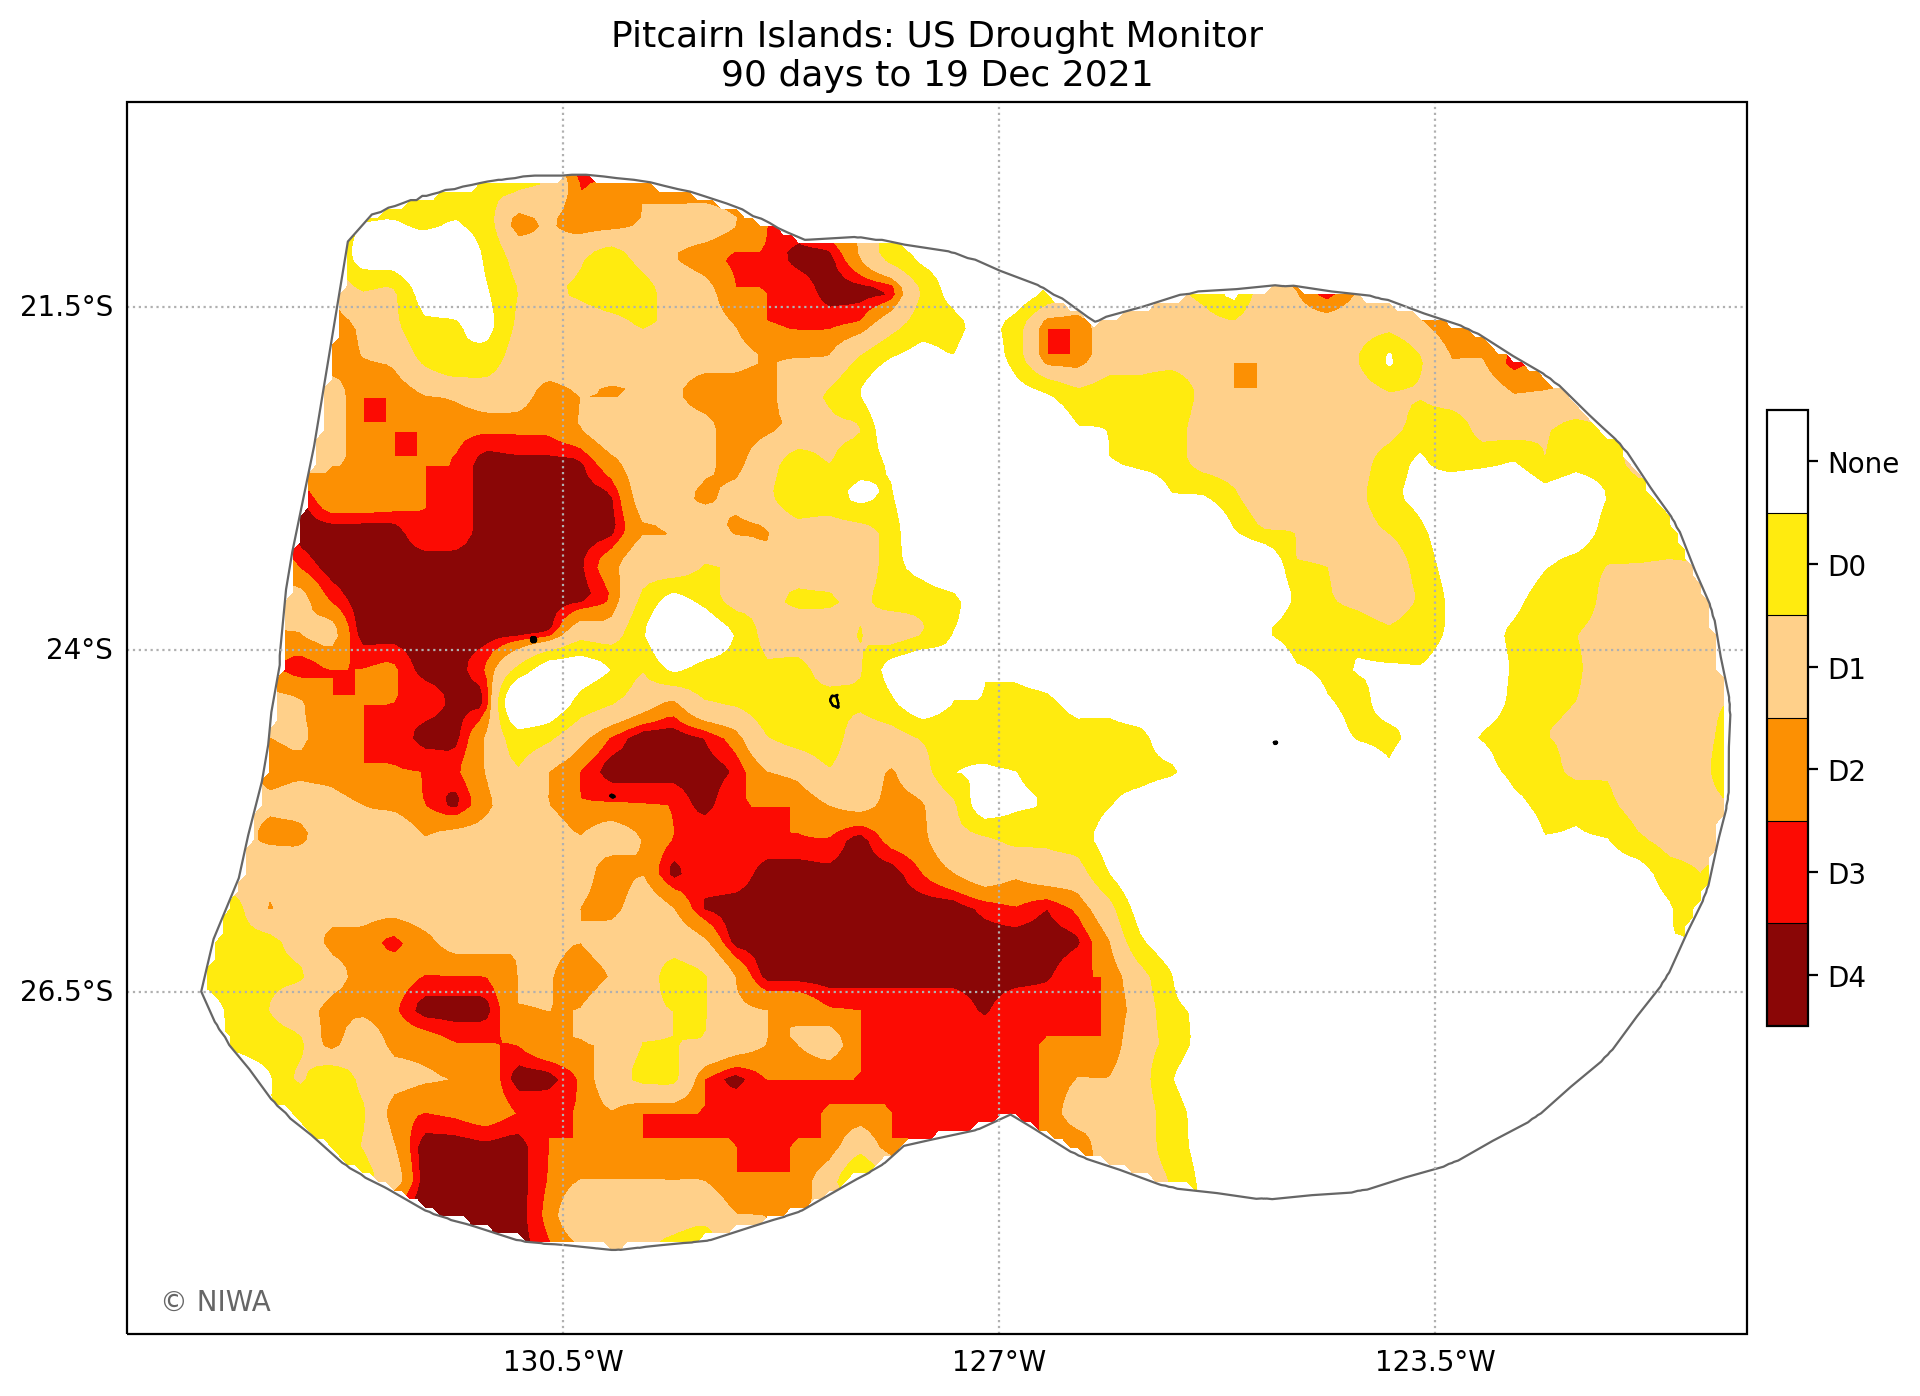 Pitcairn Islands: US Drought Monitor
90 days to 19 Dec 2021
21.5°S
24°S
26.5°S
130.5°W
127°W
123.5°W
None
D0
D1
D2
D3
D4
© NIWA